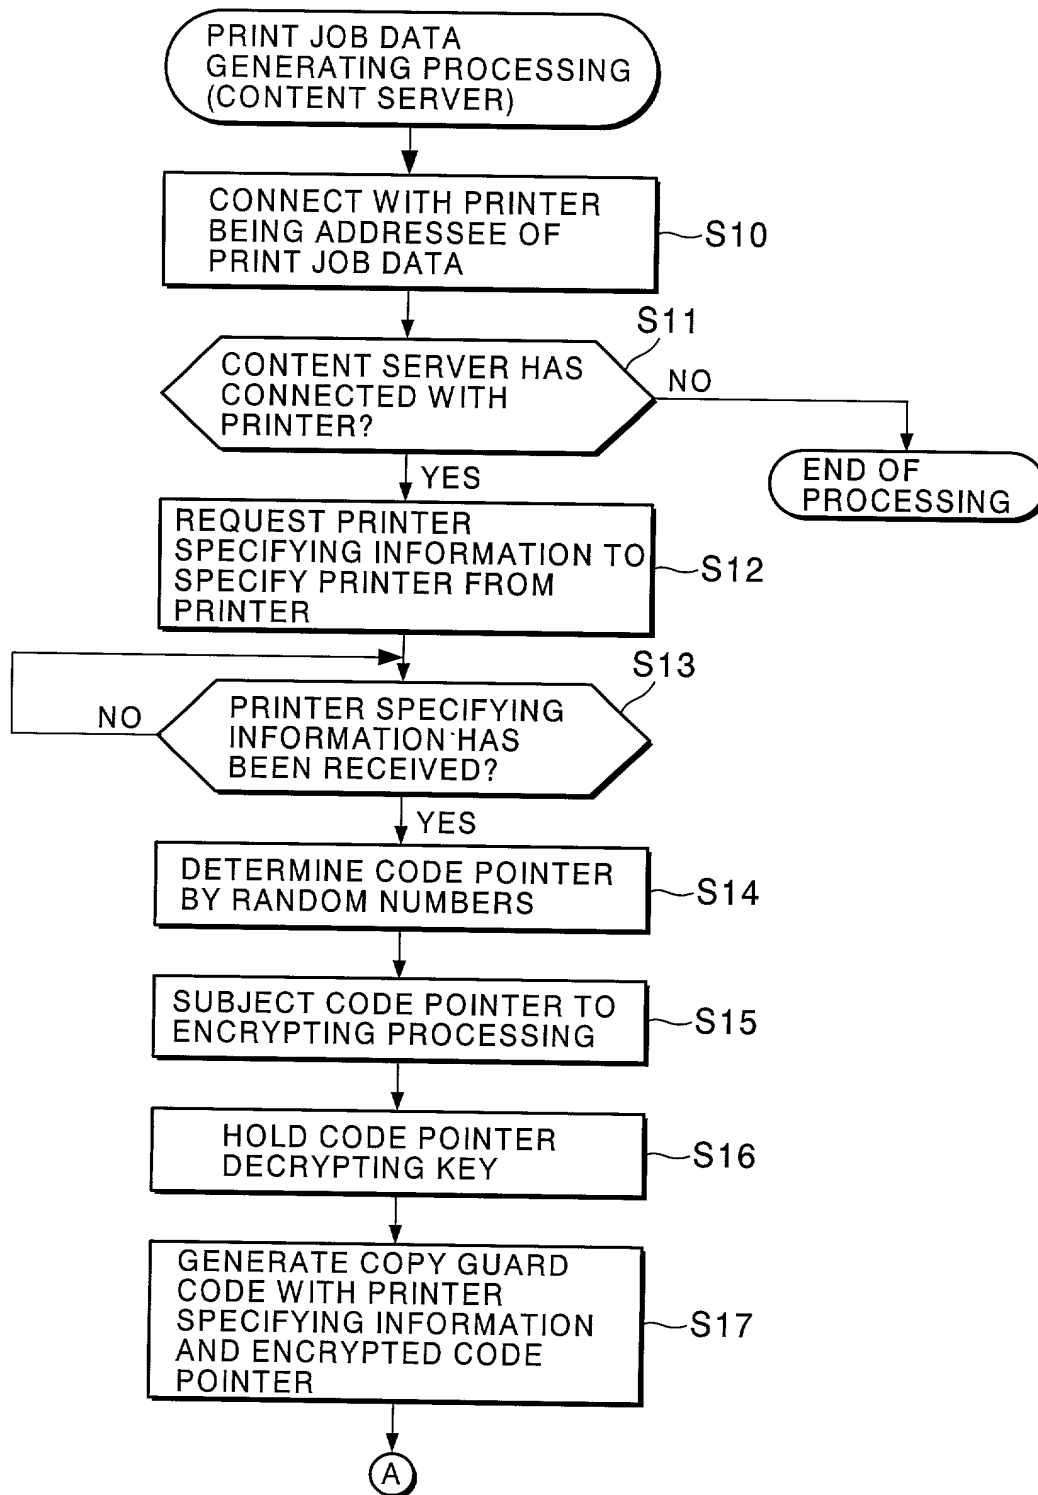 PRINT JOB DATA
GENERATING PROCESSING
(CONTENT SERVER)
CONNECT WITH PRINTER
BEING ADDRESSEE OF
PRINT JOB DATA
S10
S11
CONTENT SERVER HAS
CONNECTED WITH
PRINTER?
NO
YES
END OF
PROCESSING
REQUEST PRINTER
SPECIFYING INFORMATION TO
SPECIFY PRINTER FROM
PRINTER
S12
S13
PRINTER SPECIFYING
INFORMATION HAS
BEEN RECEIVED?
NO
YES
DETERMINE CODE POINTER
BY RANDOM NUMBERS
S14
SUBJECT CODE POINTER TO
ENCRYPTING PROCESSING
S15
HOLD CODE POINTER
DECRYPTING KEY
S16
GENERATE COPY GUARD
CODE WITH PRINTER
SPECIFYING INFORMATION
AND ENCRYPTED CODE
POINTER
S17
A